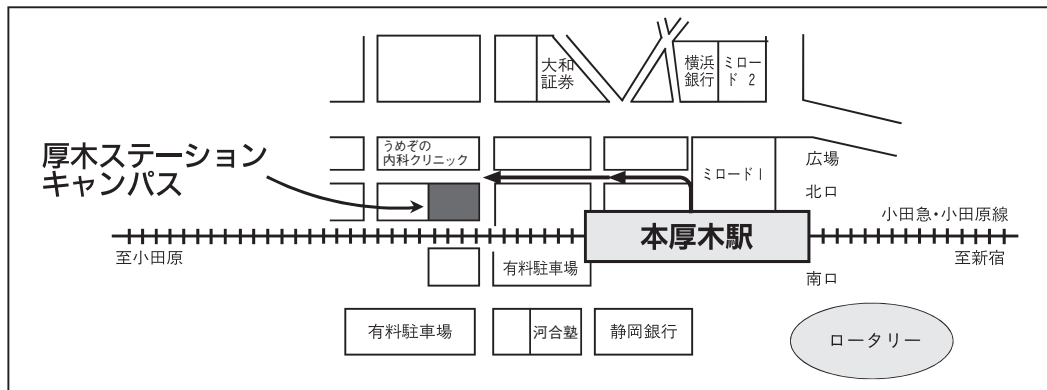 大和
証券
横浜
銀行
ミロー
ド 2
うめぞの
内科クリニック
厚木ステーション
キャンパス
ミロードⅠ
広場
北口
小田急・小田原線
本厚木駅
至小田原
至新宿
有料駐車場
南口
有料駐車場
河合塾
静岡銀行
ロータリー